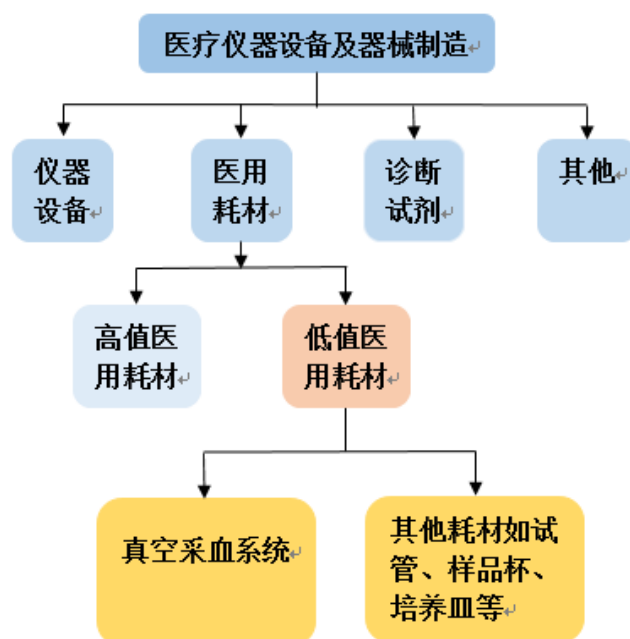 医疗仪器设备及器械制造
仪器
设备
医用
耗材
诊断
试剂
其他
高值医
用耗材
低值医
用耗材
真空采血系统
其他耗材如试
管、样品杯、
培养皿等